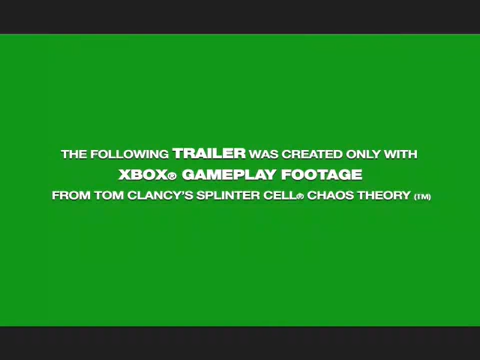 THE FOLLOWING TRAILER WAS CREATED ONLY WITH
XBOX® GAMEPLAY FOOTAGE
FROM TOM CLANCY'S SPLINTER CELL® CHAOS THEORY (TM)